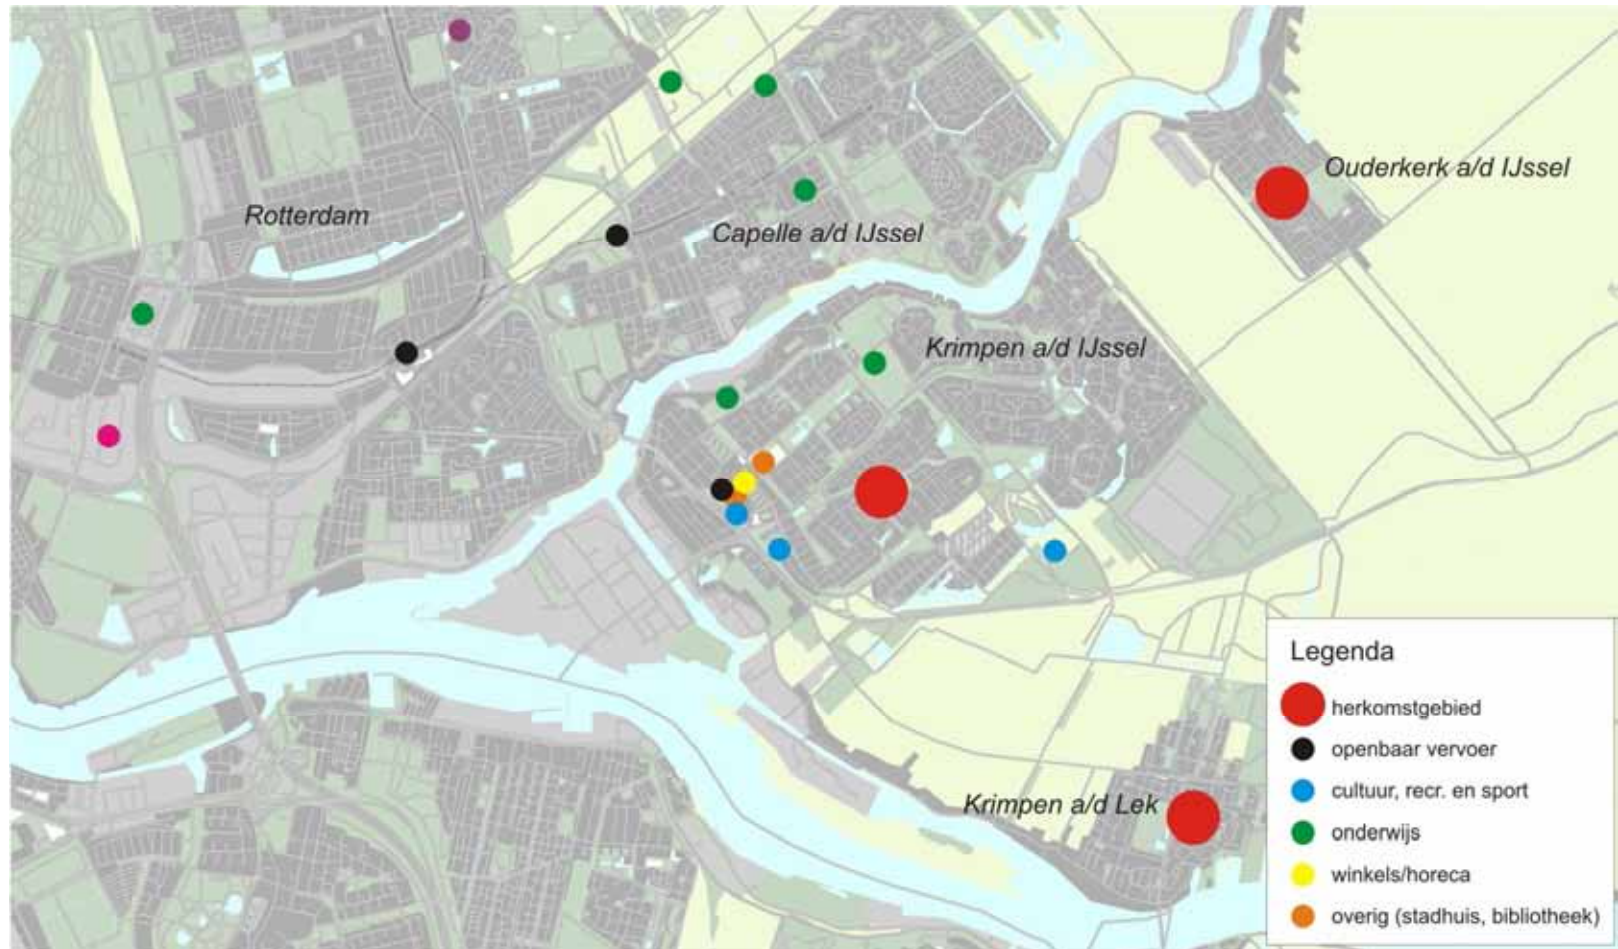 Ouderkerk a/d IJssel
Rotterdam
Capelle a/d IJssel
Krimpen a/d IJssel
Krimpen a/d Lek
Legenda
herkomstgebied
openbaar vervoer
cultuur, recr. en sport
onderwijs
winkels/horeca
overig (stadhuis, bibliotheek)